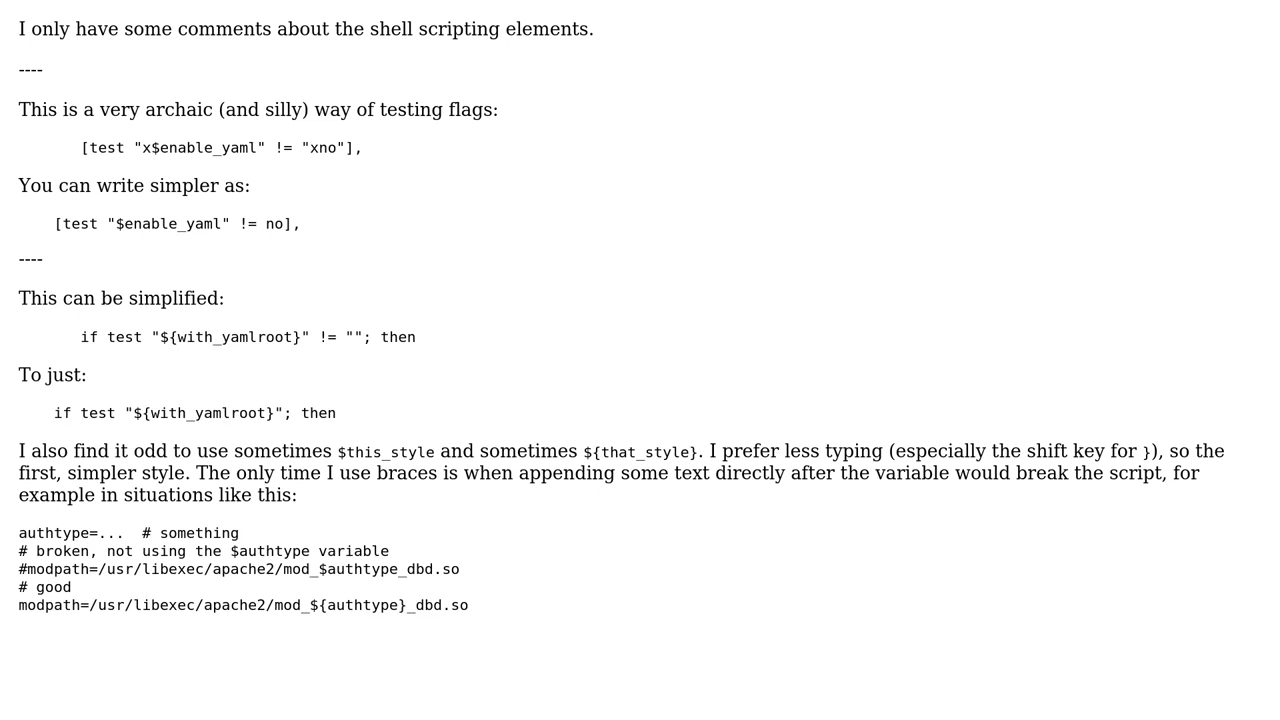 I only have some comments about the shell scripting elements.
----
This is a very archaic (and silly) way of testing flags:
[test "x$enable_yaml" != "xno"],
You can write simpler as:
[test "$enable_yaml" != no],
----
This can be simplified:
if test "${with_yamlroot}" != ""; then
To just:
if test "${with_yamlroot}"; then
I also find it odd to use sometimes $this_style and sometimes ${that_style}. I prefer less typing (especially the shift key for }), so the
first, simpler style. The only time I use braces is when appending some text directly after the variable would break the script, for
example in situations like this:
authtype=...  # something
# broken, not using the $authtype variable
#modpath=/usr/libexec/apache2/mod_$authtype_dbd.so
# good
modpath=/usr/libexec/apache2/mod_${authtype}_dbd.so